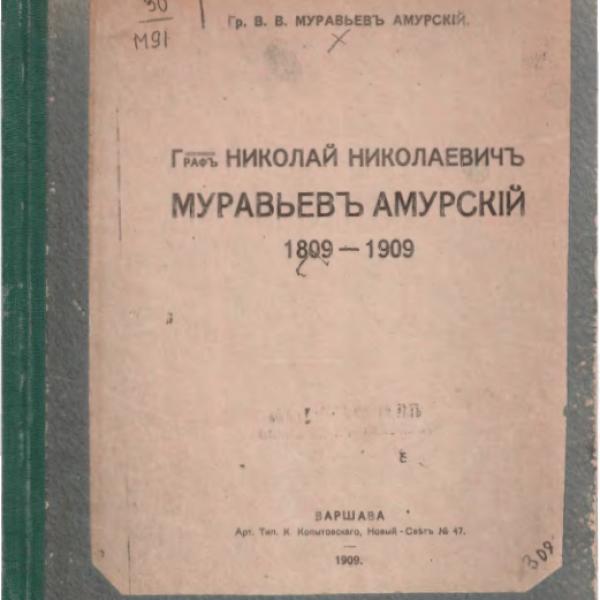 30
М91
Гр. В. В. МУРАВЬЕВЪ АМУРСКІЙ.
ГРАФЪ НИКОЛАЙ НИКОЛАЕВИЧЪ
МУРАВЬЕВЪ АМУРСКІЙ
1809 — 1909
ВАРШАВА
Арт. Тип. К. Копытовскаго, Новый-Свѣтъ № 47.
1909.
309